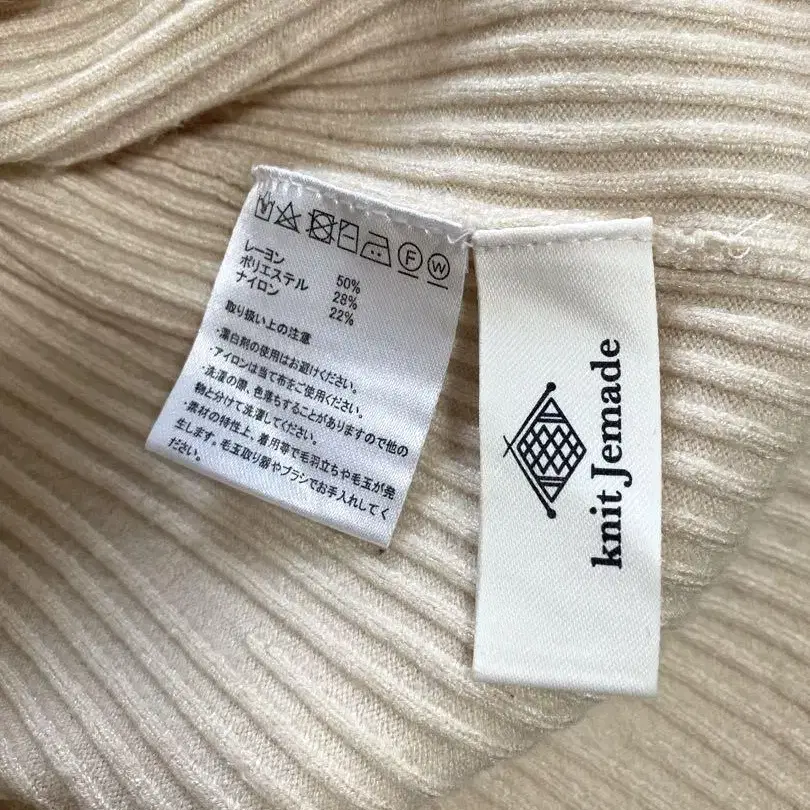 F W
レーヨン 50%
ポリエステル 28%
ナイロン 22%
取り扱い上の注意
・漂白剤の使用はお避けください。
・アイロンは当て布をご使用ください。
・洗濯の際、色落ちすることがありますので他の
物と分けて洗濯してください。
・素材の特性上、着用等で毛羽立ちや毛玉が発
生します。毛玉取り器やブラシでお手入れしてく
ださい。
knit Jemade